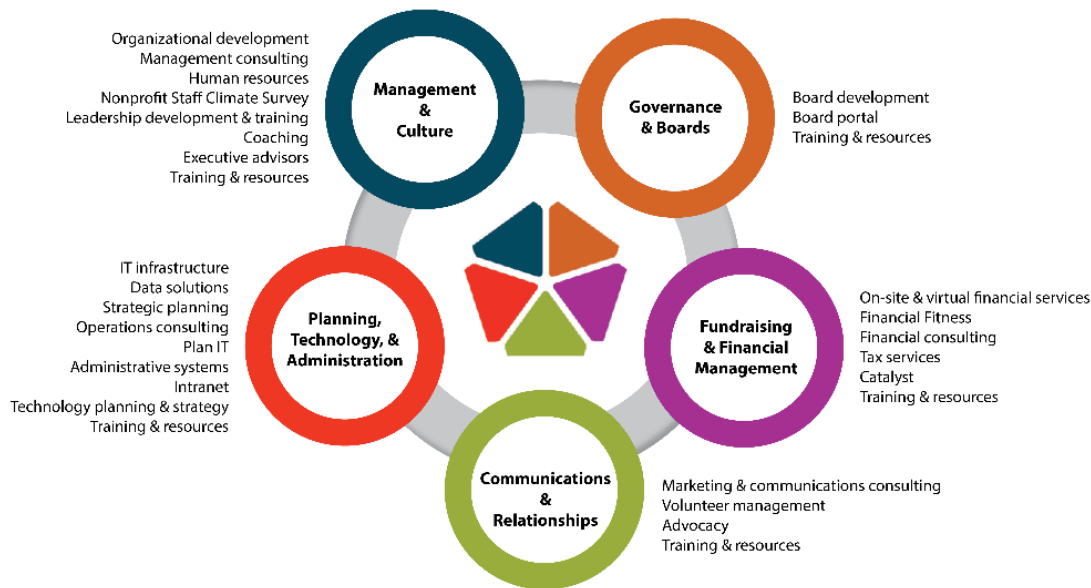 Organizational development
Management consulting
Human resources
Nonprofit Staff Climate Survey
Leadership development & training
Coaching
Executive advisors
Training & resources
Management
&
Culture
Governance
& Boards
Board development
Board portal
Training & resources
IT infrastructure
Data solutions
Strategic planning
Operations consulting
Plan IT
Administrative systems
Intranet
Technology planning & strategy
Training & resources
Planning,
Technology, &
Administration
Fundraising
& Financial
Management
On-site & virtual financial services
Financial Fitness
Financial consulting
Tax services
Catalyst
Training & resources
Communications
&
Relationships
Marketing & communications consulting
Volunteer management
Advocacy
Training & resources